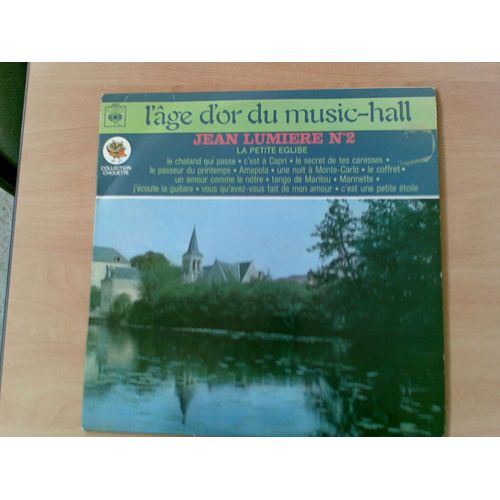 CBS
l'âge d'or du music-hall
JEAN LUMIERE N°2
LA PETITE EGLISE
le chaland qui passe • c'est à Capri • le secret de tes caresses •
le passeur du printemps • Amapola • une nuit à Monte-Carlo • le coffret •
un amour comme le nôtre • tango de Marilou • Marinette •
j'écoute la guitare • vous qu'avez-vous fait de mon amour • c'est une petite étoile
COLLECTION
CHOUETTE